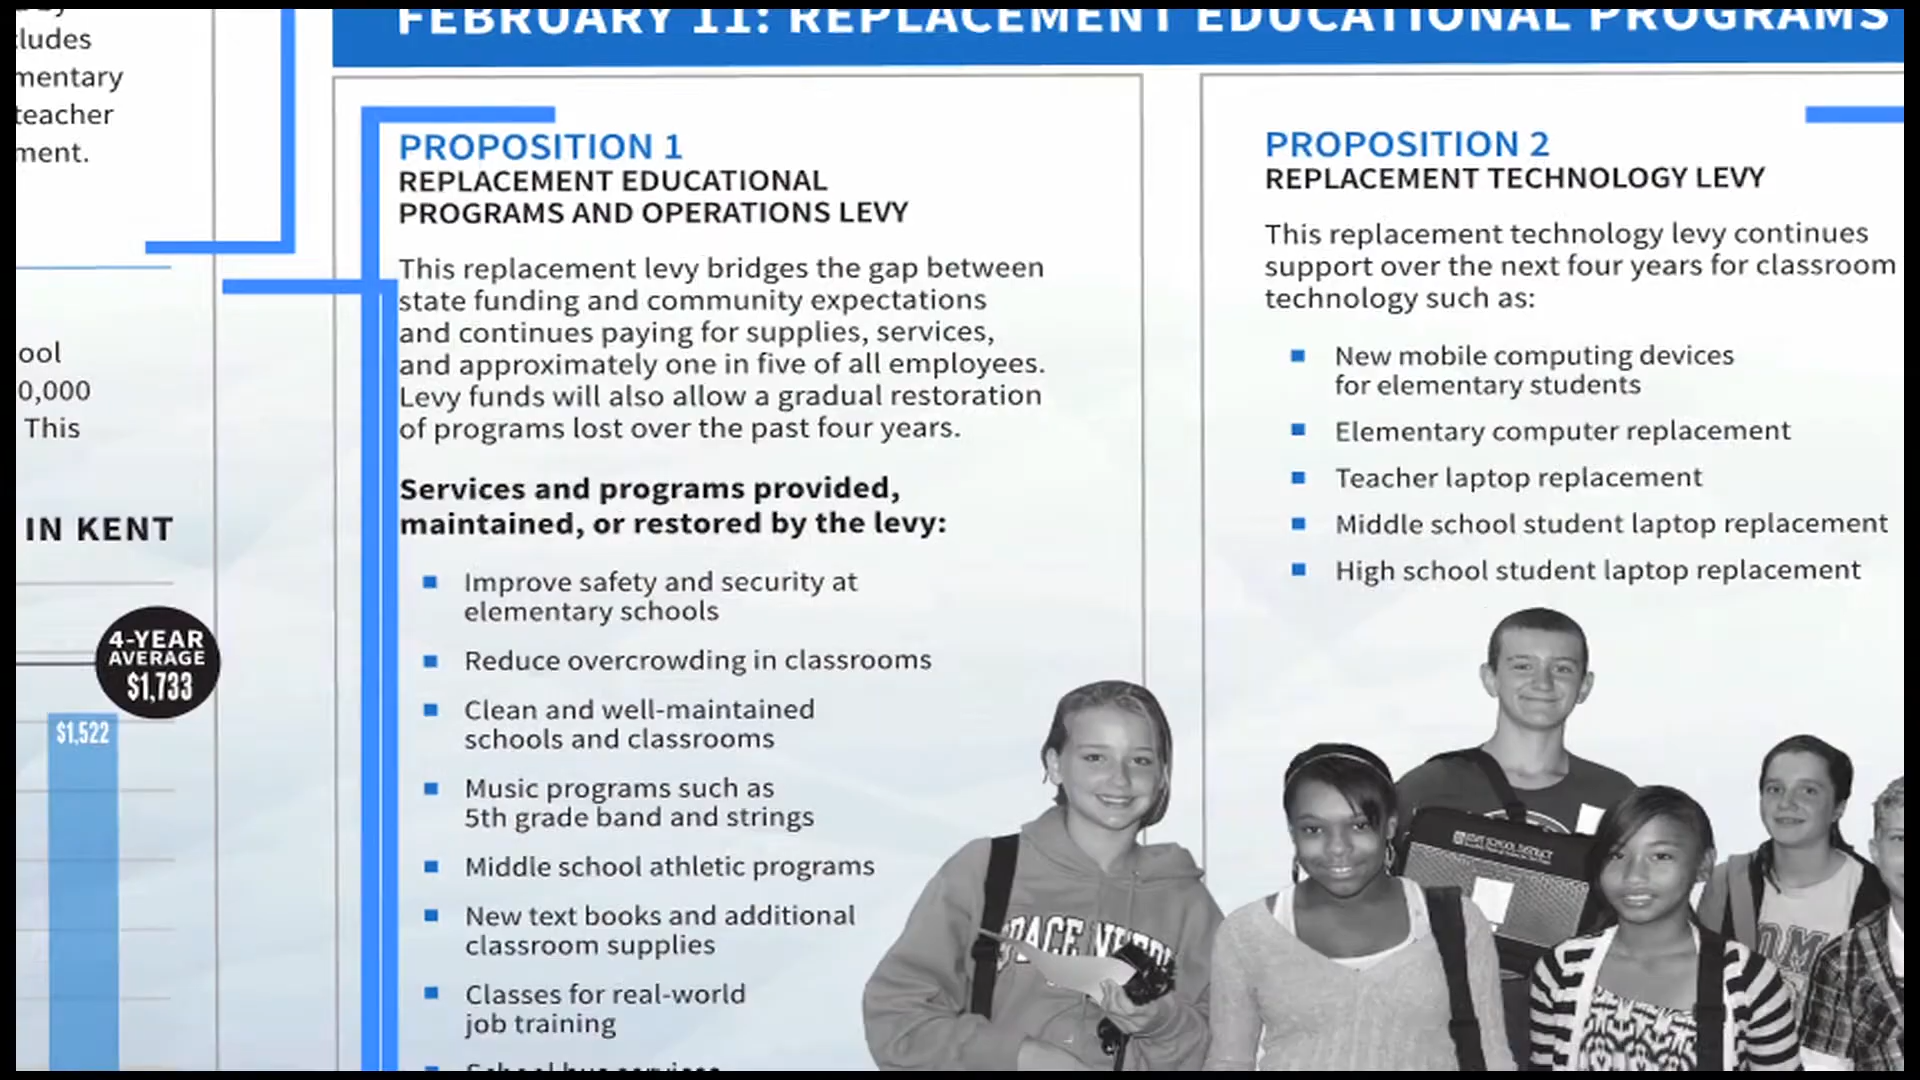 FEBRUARY 11: REPLACEMENT EDUCATIONAL PROGRAMS
cludes
mentary
teacher
ment.
ool
0,000
This
IN KENT
4-YEAR
AVERAGE
$1,733
$1,522
PROPOSITION 1
REPLACEMENT EDUCATIONAL
PROGRAMS AND OPERATIONS LEVY
This replacement levy bridges the gap between
state funding and community expectations
and continues paying for supplies, services,
and approximately one in five of all employees.
Levy funds will also allow a gradual restoration
of programs lost over the past four years.
Services and programs provided,
maintained, or restored by the levy:
Improve safety and security at
elementary schools
Reduce overcrowding in classrooms
Clean and well-maintained
schools and classrooms
Music programs such as
5th grade band and strings
Middle school athletic programs
New text books and additional
classroom supplies
Classes for real-world
job training
School bus services
PROPOSITION 2
REPLACEMENT TECHNOLOGY LEVY
This replacement technology levy continues
support over the next four years for classroom
technology such as:
New mobile computing devices
for elementary students
Elementary computer replacement
Teacher laptop replacement
Middle school student laptop replacement
High school student laptop replacement
SCHOOL DISTRICT